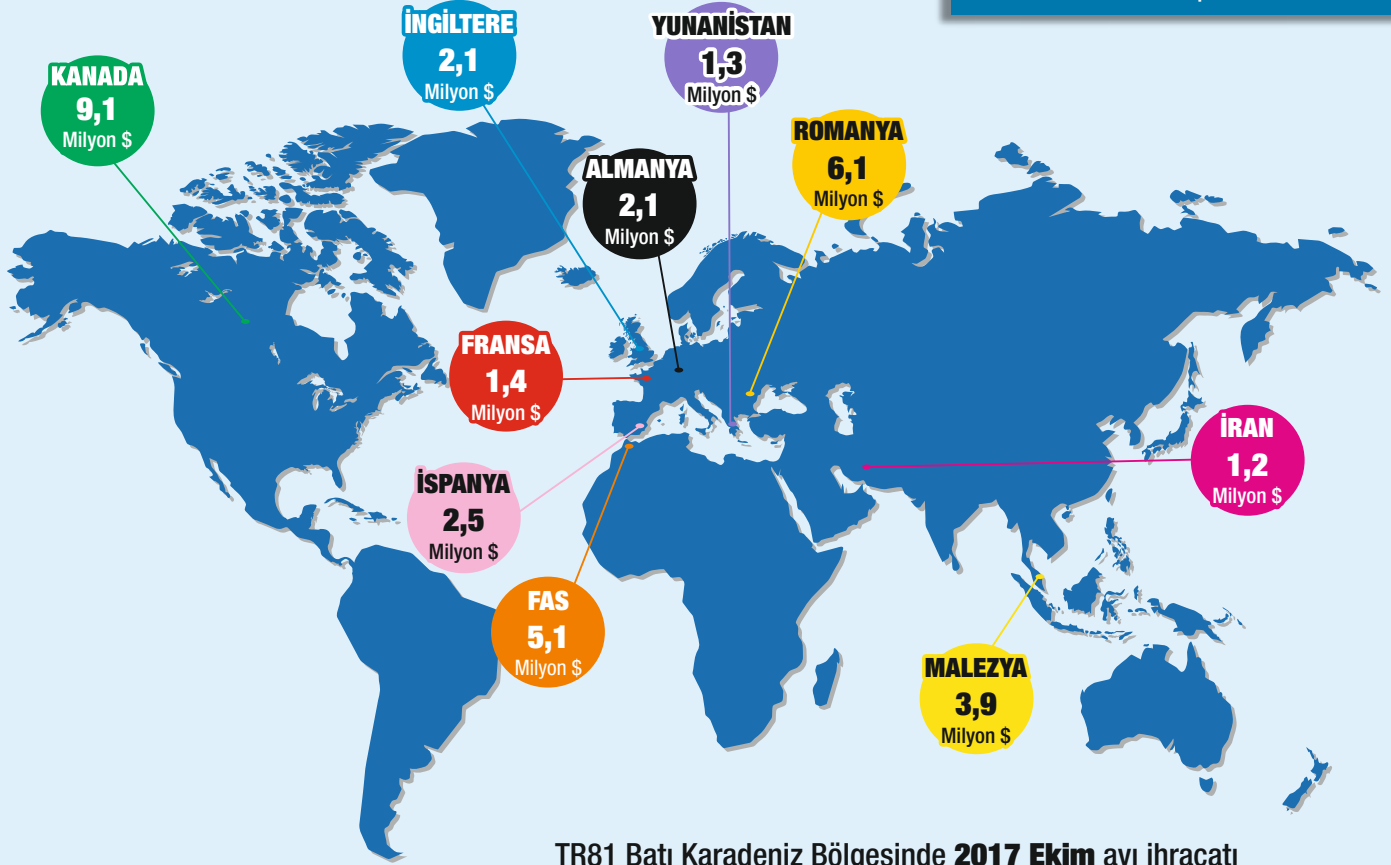 İNGİLTERE
2,1
Milyon $
YUNANİSTAN
1,3
Milyon $
KANADA
9,1
Milyon $
ROMANYA
6,1
Milyon $
ALMANYA
2,1
Milyon $
FRANSA
1,4
Milyon $
İRAN
1,2
Milyon $
İSPANYA
2,5
Milyon $
FAS
5,1
Milyon $
MALEZYA
3,9
Milyon $
TR81 Batı Karadeniz Bölgesinde 2017 Ekim ayı ihracatı